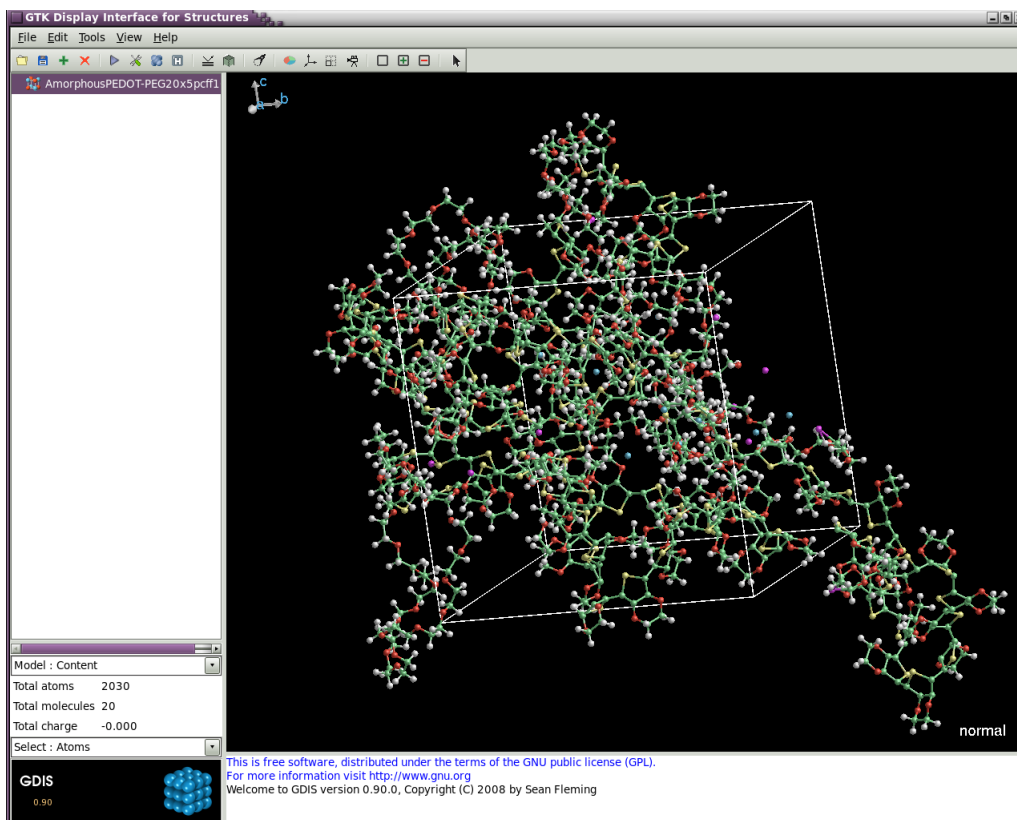 GTK Display Interface for Structures
File Edit Tools View Help
AmorphousPEDOT-PEG20x5pcff1
c
a
b
normal
Model : Content
Total atoms 2030
Total molecules 20
Total charge -0.000
Select : Atoms
GDIS
0.90
This is free software, distributed under the terms of the GNU public license (GPL).
For more information visit http://www.gnu.org
Welcome to GDIS version 0.90.0, Copyright (C) 2008 by Sean Fleming